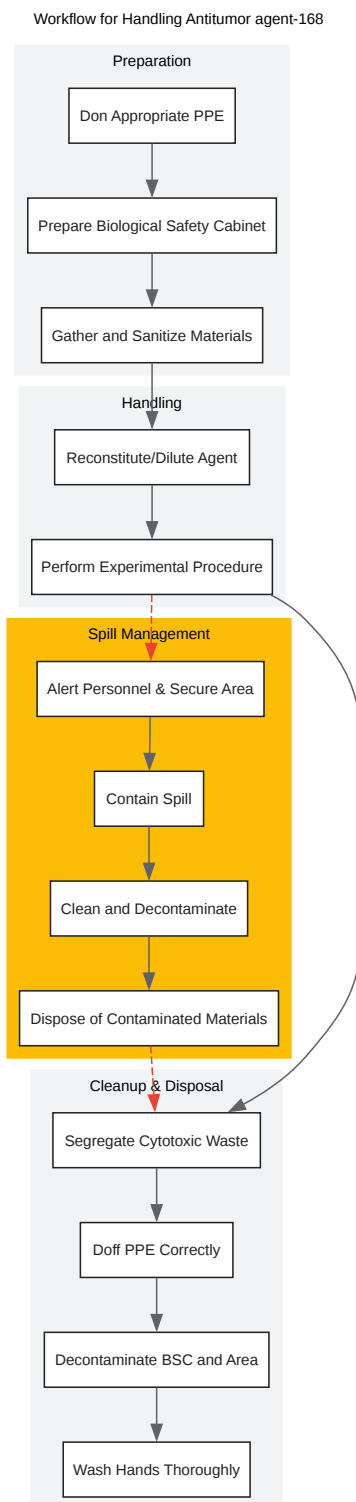 Workflow for Handling Antitumor agent-168
Preparation
Don Appropriate PPE
Prepare Biological Safety Cabinet
Gather and Sanitize Materials
Handling
Reconstitute/Dilute Agent
Perform Experimental Procedure
Spill Management
Alert Personnel & Secure Area
Contain Spill
Clean and Decontaminate
Dispose of Contaminated Materials
Cleanup & Disposal
Segregate Cytotoxic Waste
Doff PPE Correctly
Decontaminate BSC and Area
Wash Hands Thoroughly